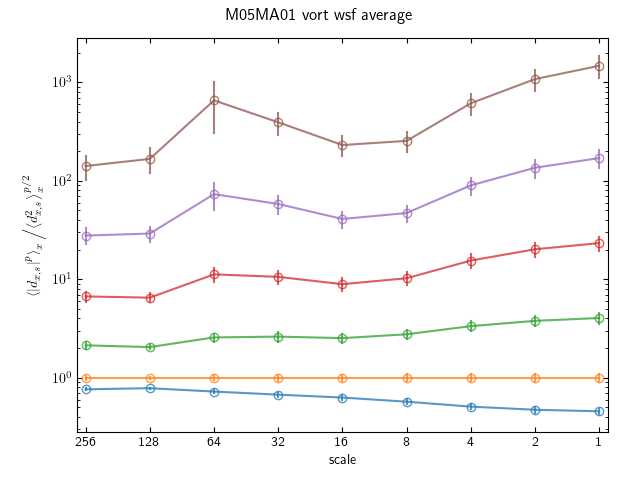 M05MA01 vort wsf average
10³
10²
10¹
10⁰
⟨|d_{x,s}|^p⟩_x / ⟨d²_{x,s}⟩_x^{p/2}
256 128 64 32 16 8 4 2 1
scale